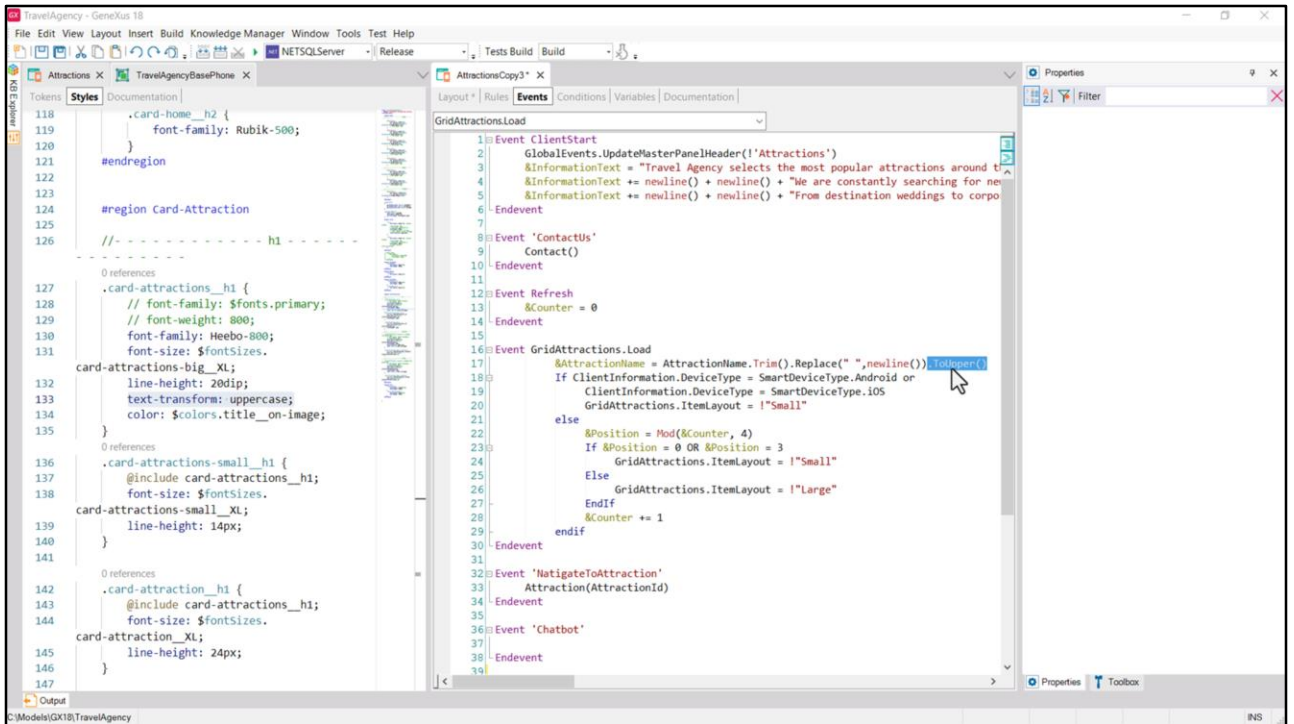 TravelAgency - GeneXus 18
File Edit View Layout Insert Build Knowledge Manager Window Tools Test Help
NETSQLServer Release Tests Build Build
KB Explorer
Attractions X TravelAgencyBasePhone X
Tokens Styles Documentation
118 .card-home__h2 {
119 font-family: Rubik-500;
120 }
121 #endregion
122
123
124 #region Card-Attraction
125
126 //- - - - - - - - - - - - h1 - - - - - -
- - - - - - - - -
0 references
127 .card-attractions__h1 {
128 // font-family: $fonts.primary;
129 // font-weight: 800;
130 font-family: Heebo-800;
131 font-size: $fontSizes.
card-attractions-big__XL;
132 line-height: 20dip;
133 text-transform: uppercase;
134 color: $colors.title__on-image;
135 }
0 references
136 .card-attractions-small__h1 {
137 @include card-attractions__h1;
138 font-size: $fontSizes.
card-attractions-small__XL;
139 line-height: 14px;
140 }
141
0 references
142 .card-attraction__h1 {
143 @include card-attractions__h1;
144 font-size: $fontSizes.
card-attraction__XL;
145 line-height: 24px;
146 }
147
Output
AttractionsCopy3* X
Layout * Rules Events Conditions Variables Documentation
GridAttractions.Load
1 Event ClientStart
2 GlobalEvents.UpdateMasterPanelHeader(!'Attractions')
3 &InformationText = "Travel Agency selects the most popular attractions around t
4 &InformationText += newline() + newline() + "We are constantly searching for ne
5 &InformationText += newline() + newline() + "From destination weddings to corpo
6 Endevent
7
8 Event 'ContactUs'
9 Contact()
10 Endevent
11
12 Event Refresh
13 &Counter = 0
14 Endevent
15
16 Event GridAttractions.Load
17 &AttractionName = AttractionName.Trim().Replace(" ",newline()).ToUpper()
18 If ClientInformation.DeviceType = SmartDeviceType.Android or
19 ClientInformation.DeviceType = SmartDeviceType.iOS
20 GridAttractions.ItemLayout = !"Small"
21 else
22 &Position = Mod(&Counter, 4)
23 If &Position = 0 OR &Position = 3
24 GridAttractions.ItemLayout = !"Small"
25 Else
26 GridAttractions.ItemLayout = !"Large"
27 EndIf
28 &Counter += 1
29 endif
30 Endevent
31
32 Event 'NatigateToAttraction'
33 Attraction(AttractionId)
34 Endevent
35
36 Event 'Chatbot'
37
38 Endevent
39
Properties
Filter
Properties Toolbox
C:\Models\GX18\TravelAgency
INS